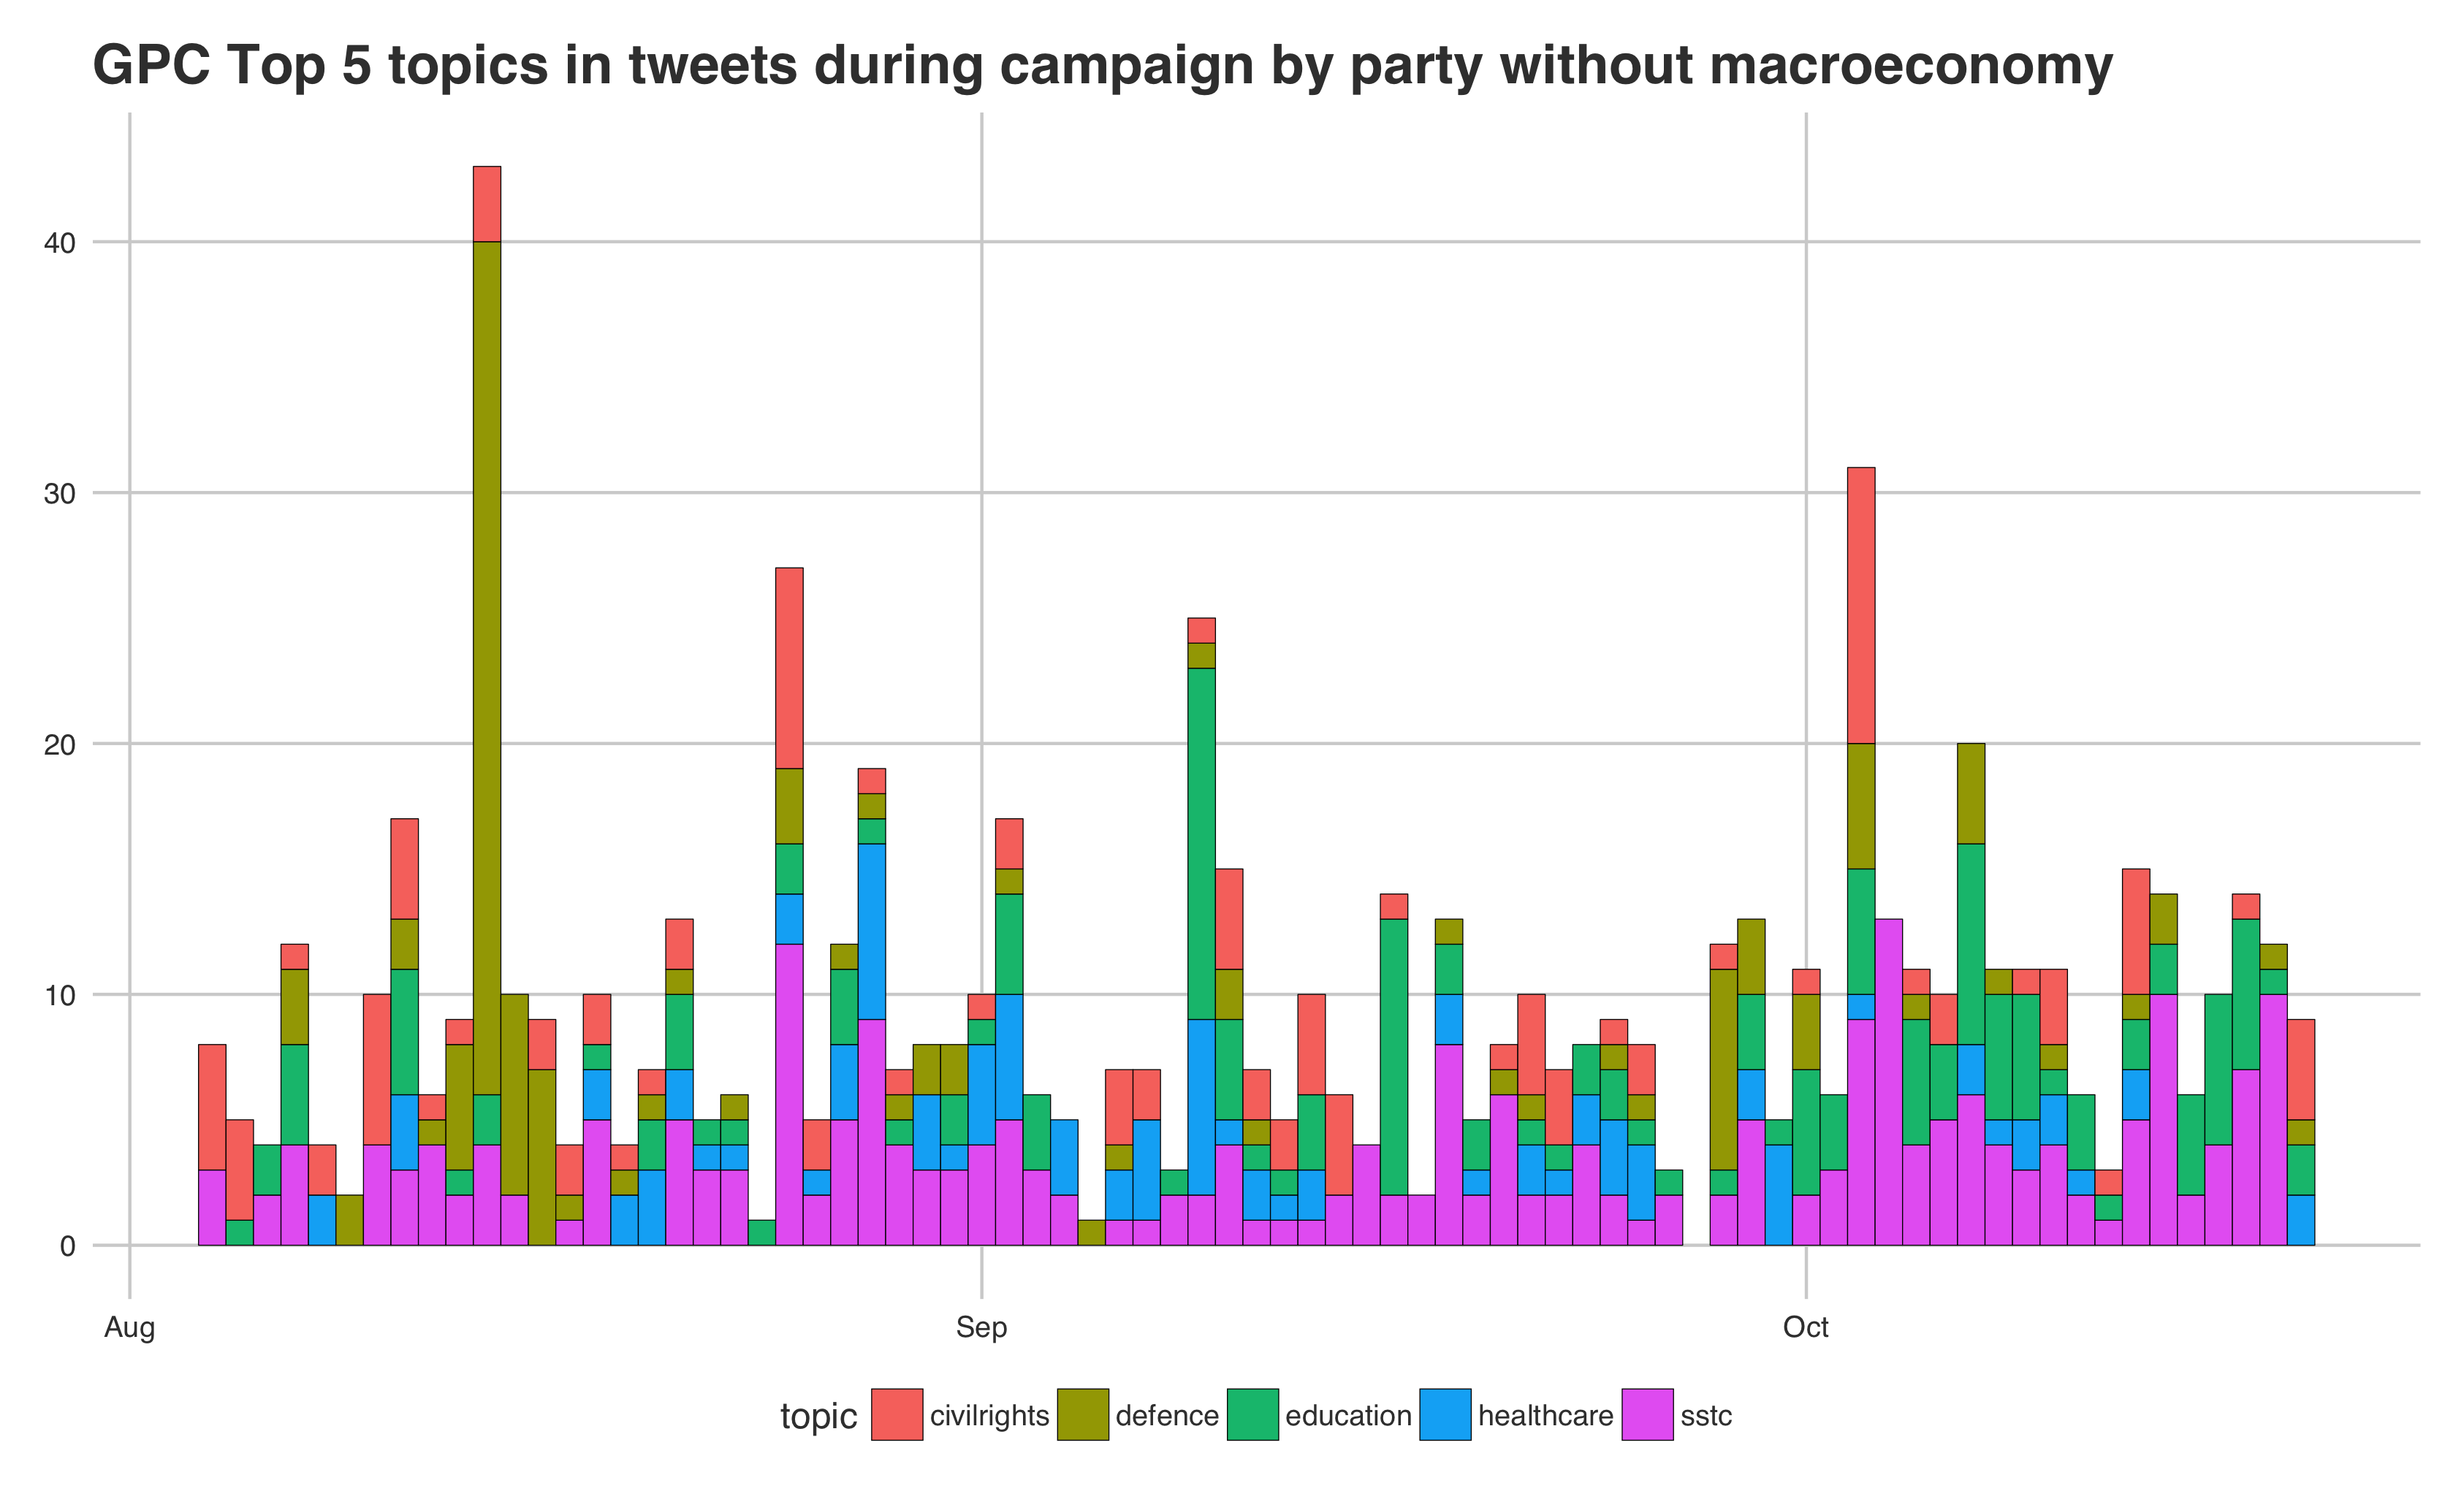 GPC Top 5 topics in tweets during campaign by party without macroeconomy
40
30
20
10
0
Aug Sep Oct
topic civilrights defence education healthcare sstc